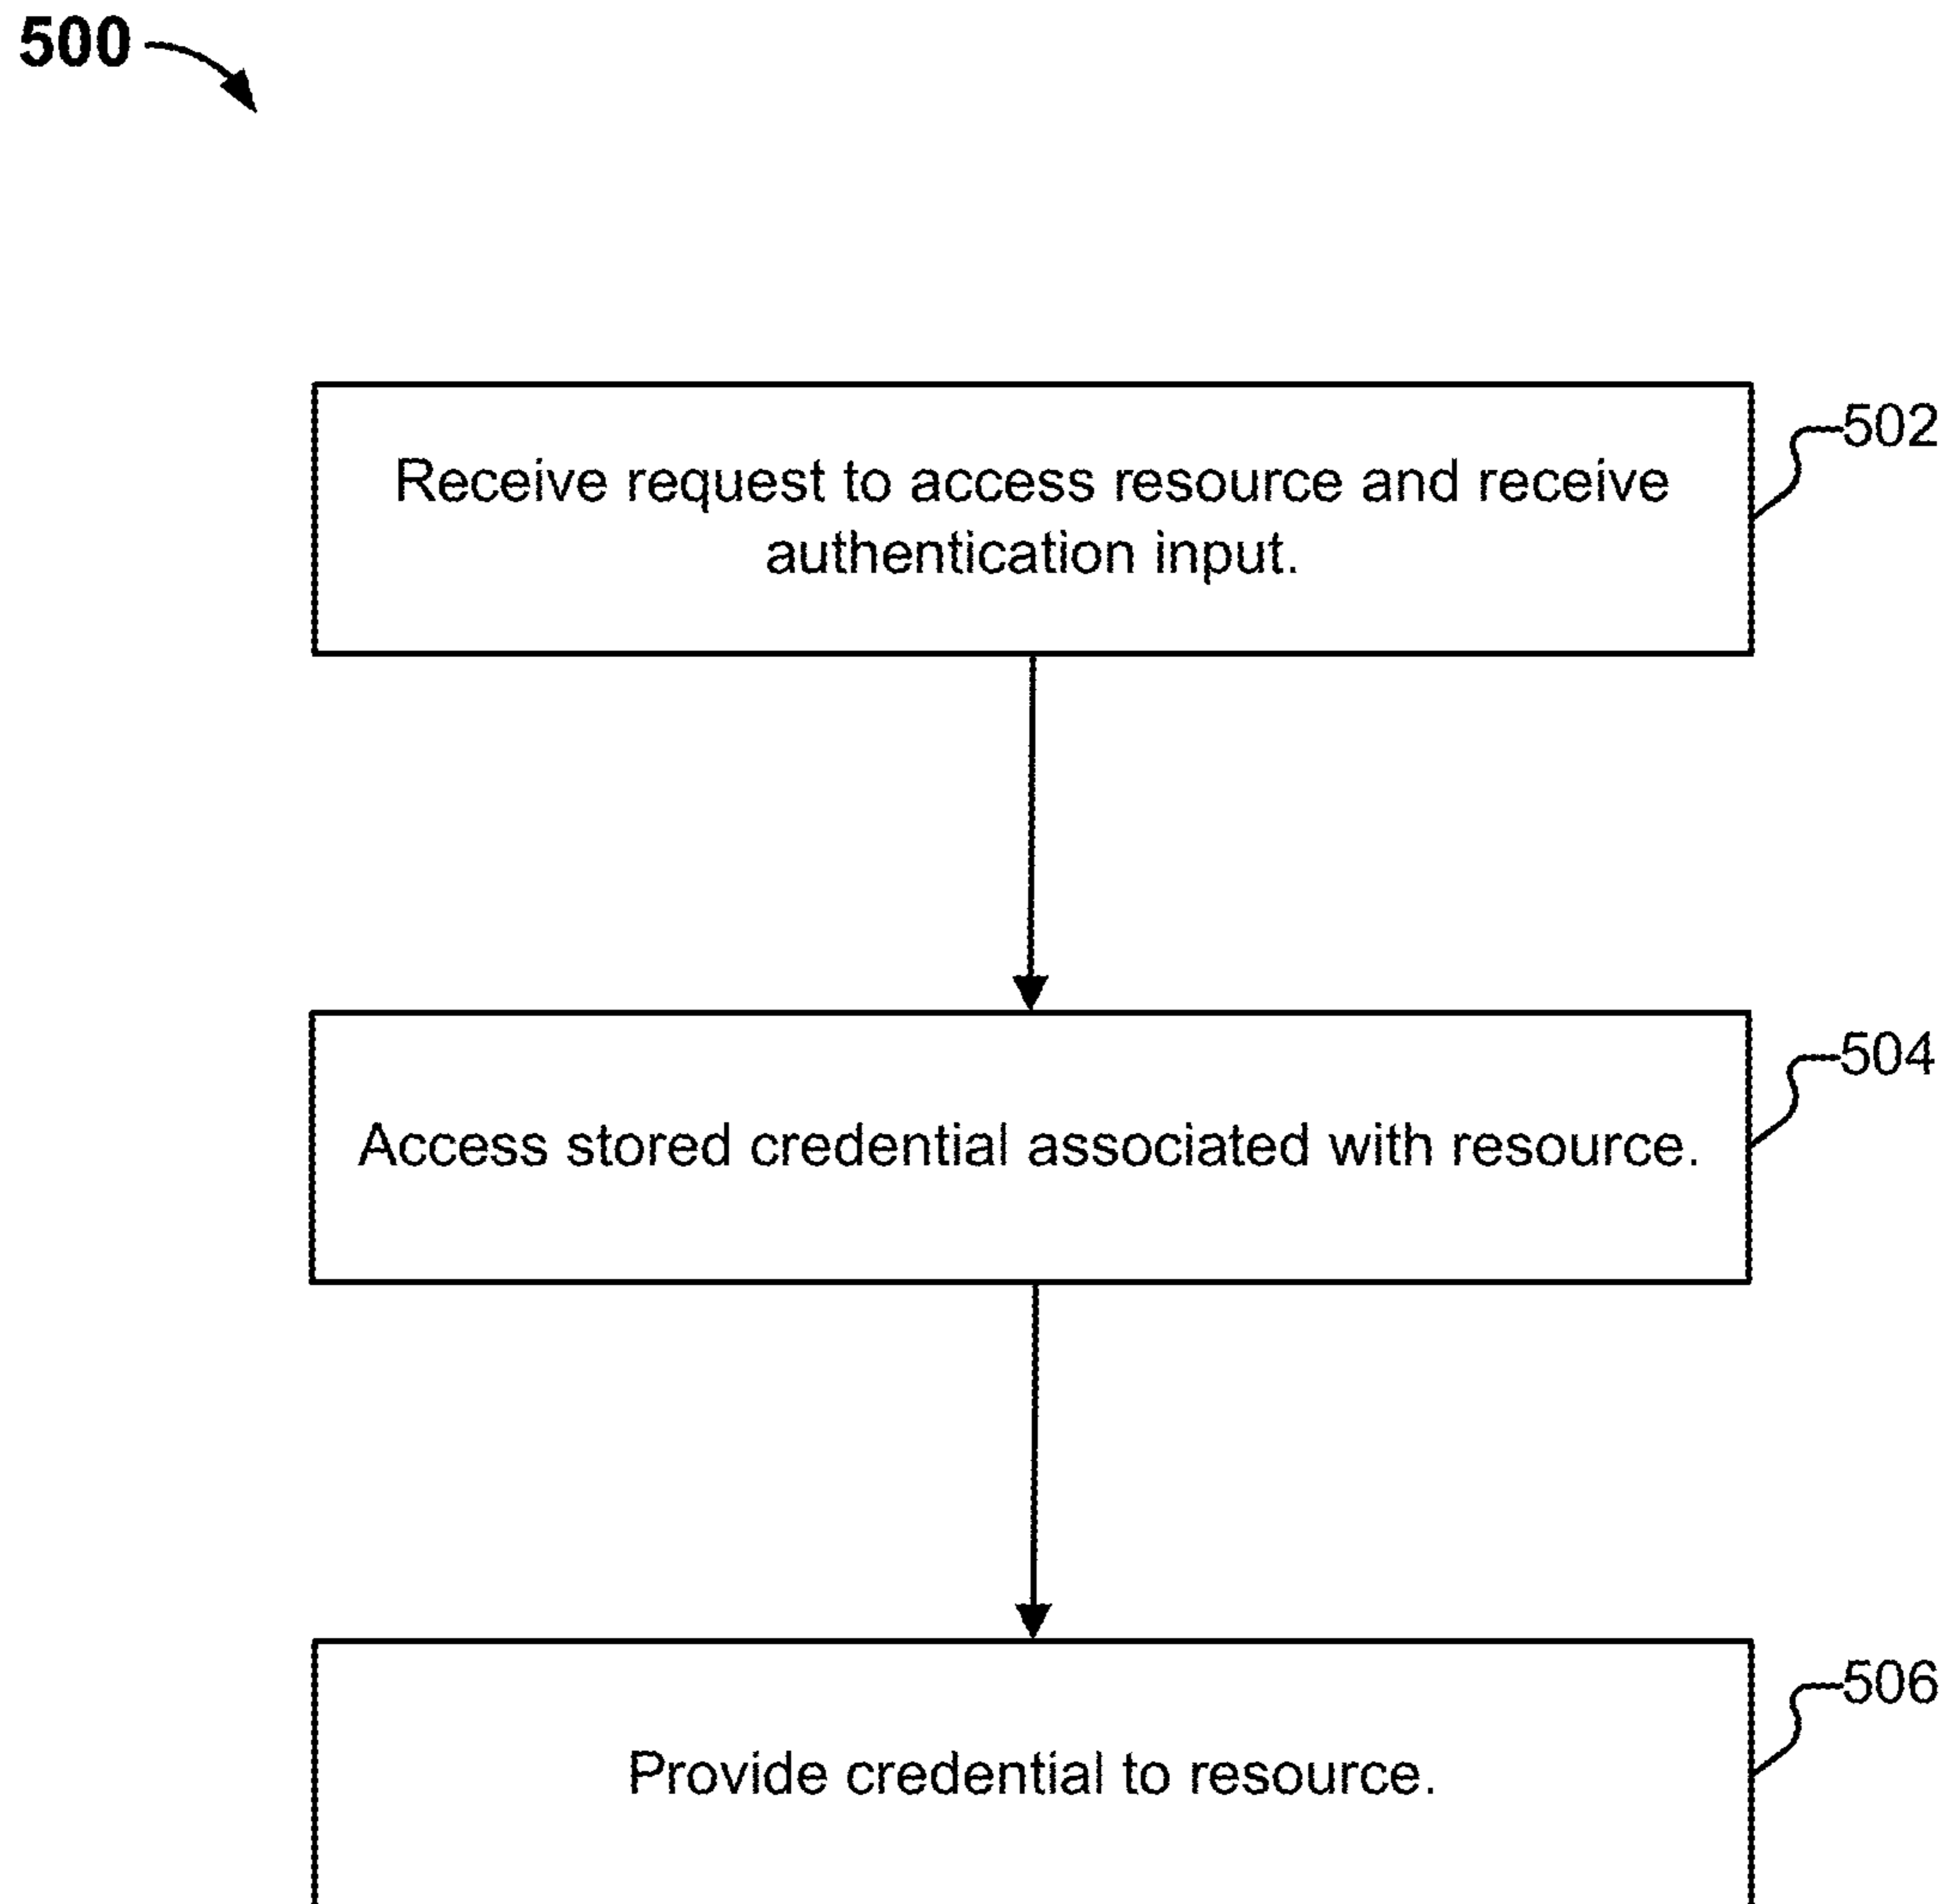 500
Receive request to access resource and receive
authentication input.
502
Access stored credential associated with resource.
504
Provide credential to resource.
506